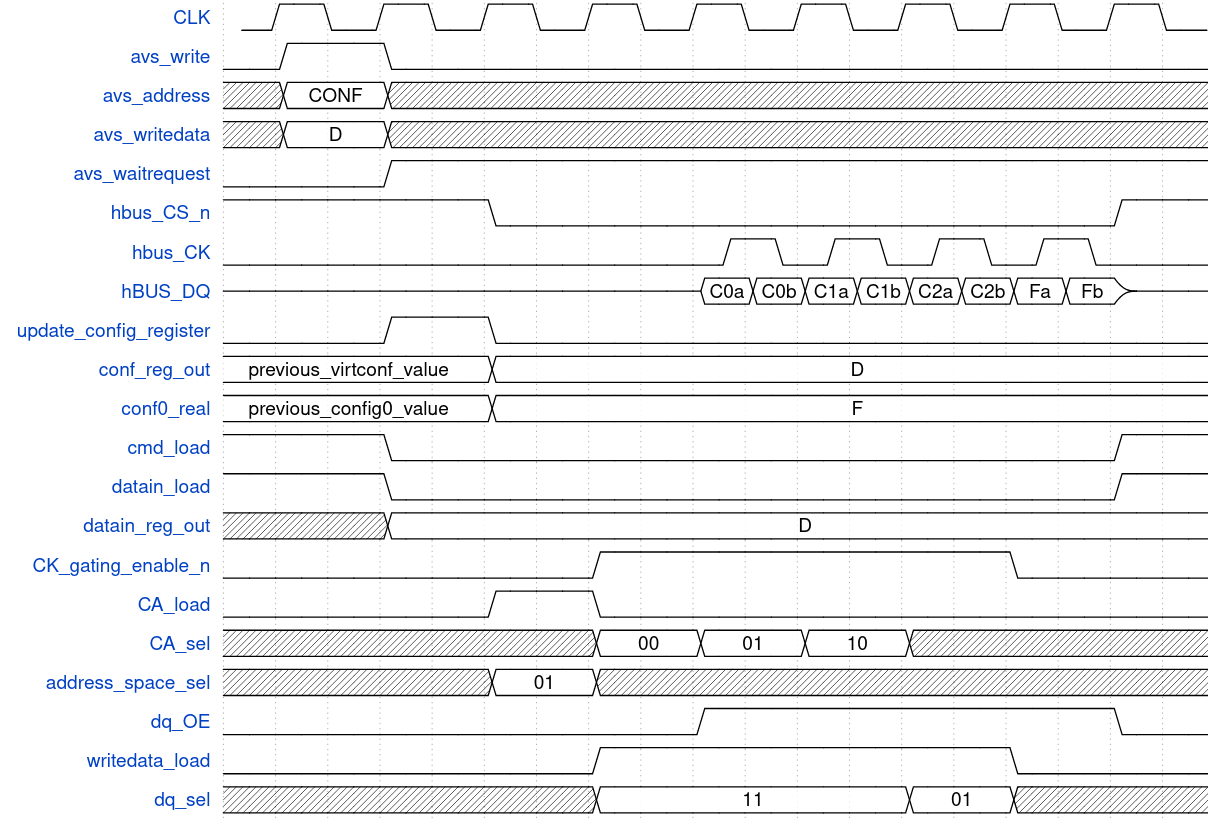 CLK
avs_write
avs_address CONF
avs_writedata D
avs_waitrequest
hbus_CS_n
hbus_CK
hBUS_DQ C0a C0b C1a C1b C2a C2b Fa Fb
update_config_register
conf_reg_out previous_virtconf_value D
conf0_real previous_config0_value F
cmd_load
datain_load
datain_reg_out D
CK_gating_enable_n
CA_load
CA_sel 00 01 10
address_space_sel 01
dq_OE
writedata_load
dq_sel 11 01